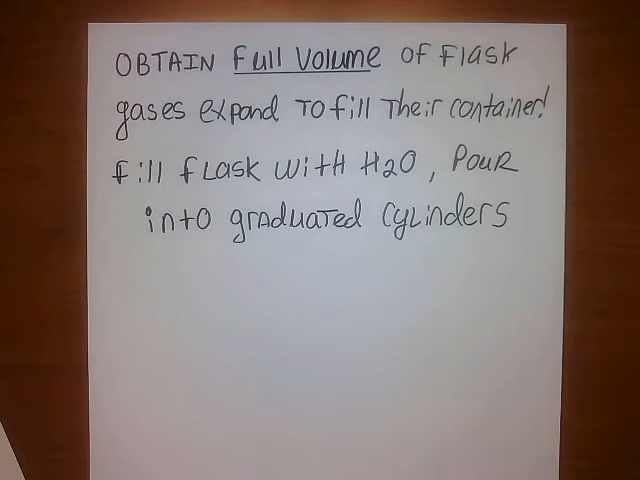 OBTAIN Full Volume of Flask
gases expand To fill Their container!
fill flask with H2O, Pour
into graduated cylinders